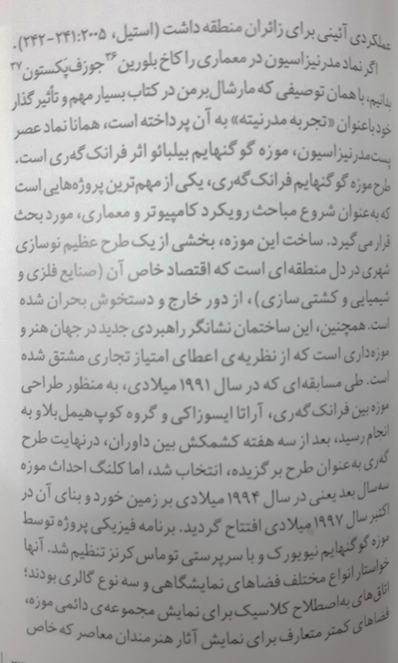 عملکردی آئینی برای زائران منطقه داشت (استیل، ۲۰۰۵: ۲۴۱-۲۴۲).
اگر نماد مدرنیزاسیون در معماری را کاخ بلورین۳۶ جوزف پکستون۳۷
بدانیم، با همان توصیفی که مارشال برمن در کتاب بسیار مهم و تأثیرگذار
خود با عنوان «تجربه مدرنیته» به آن پرداخته است، همانا نماد عصر
پست مدرنیزاسیون، موزه گوگنهایم بیلبائو اثر فرانک گه‌ری است.
طرح موزه گوگنهایم فرانک گه‌ری، یکی از مهم‌ترین پروژه‌هایی است
که به‌عنوان شروع مباحث رویکرد کامپیوتر و معماری، مورد بحث
قرار می‌گیرد. ساخت این موزه، بخشی از یک طرح عظیم نوسازی
شهری در دل منطقه‌ای است که اقتصاد خاص آن (صنایع فلزی و
شیمیایی و کشتی سازی)، از دور خارج و دستخوش بحران شده
است. همچنین، این ساختمان نشانگر راهبردی جدید در جهان هنر و
موزه‌داری است که از نظریه‌ی اعطای امتیاز تجاری مشتق شده
است. طی مسابقه‌ای که در سال ۱۹۹۱ میلادی، به منظور طراحی
موزه بین فرانک گه‌ری، آراتا ایسوزاکی و گروه کوپ هیمل بلاو به
انجام رسید، بعد از سه هفته کشمکش بین داوران، درنهایت طرح
گه‌ری به‌عنوان طرح برگزیده، انتخاب شد، اما کلنگ احداث موزه
سه سال بعد یعنی در سال ۱۹۹۴ میلادی بر زمین خورد و بنای آن در
اکتبر سال ۱۹۹۷ میلادی افتتاح گردید. برنامه فیزیکی پروژه توسط
موزه گوگنهایم نیویورک و با سرپرستی توماس کرنز تنظیم شد. آنها
خواستار انواع مختلف فضاهای نمایشگاهی و سه نوع گالری بودند؛
اتاق‌های به‌اصطلاح کلاسیک برای نمایش مجموعه‌ی دائمی موزه،
فضاهای کمتر متعارف برای نمایش آثار هنرمندان معاصر که خاص